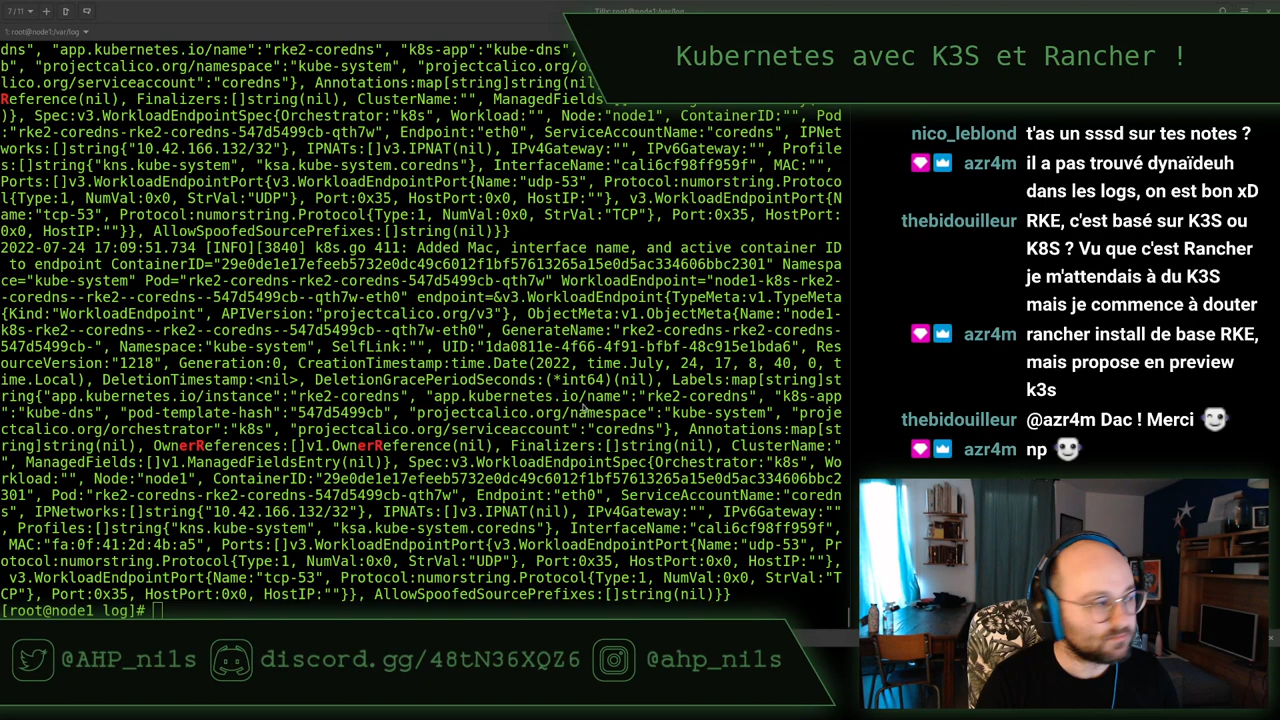 7 / 11
Tilix: root@node1:/var/log
1: root@node1:/var/log
dns", "app.kubernetes.io/name":"rke2-coredns", "k8s-app":"kube-dns",
b", "projectcalico.org/namespace":"kube-system", "projectcalico.org/o
lico.org/serviceaccount":"coredns"}, Annotations:map[string]string(nil
Reference(nil), Finalizers:[]string(nil), ClusterName:"", ManagedFields
)}, Spec:v3.WorkloadEndpointSpec{Orchestrator:"k8s", Workload:"", Node:"node1", ContainerID:"", Pod
:"rke2-coredns-rke2-coredns-547d5499cb-qth7w", Endpoint:"eth0", ServiceAccountName:"coredns", IPNet
works:[]string{"10.42.166.132/32"}, IPNATs:[]v3.IPNAT(nil), IPv4Gateway:"", IPv6Gateway:"", Profile
s:[]string{"kns.kube-system", "ksa.kube-system.coredns"}, InterfaceName:"cali6cf98ff959f", MAC:"",
Ports:[]v3.WorkloadEndpointPort{v3.WorkloadEndpointPort{Name:"udp-53", Protocol:numorstring.Protoco
l{Type:1, NumVal:0x0, StrVal:"UDP"}, Port:0x35, HostPort:0x0, HostIP:""}, v3.WorkloadEndpointPort{N
ame:"tcp-53", Protocol:numorstring.Protocol{Type:1, NumVal:0x0, StrVal:"TCP"}, Port:0x35, HostPort:
0x0, HostIP:""}}, AllowSpoofedSourcePrefixes:[]string(nil)}}
2022-07-24 17:09:51.734 [INFO][3840] k8s.go 411: Added Mac, interface name, and active container ID
to endpoint ContainerID="29e0de1e17efeeb5732e0dc49c6012f1bf57613265a15e0d5ac334606bbc2301" Namespa
ce="kube-system" Pod="rke2-coredns-rke2-coredns-547d5499cb-qth7w" WorkloadEndpoint="node1-k8s-rke2-
-coredns--rke2--coredns--547d5499cb--qth7w-eth0" endpoint=&v3.WorkloadEndpoint{TypeMeta:v1.TypeMeta
{Kind:"WorkloadEndpoint", APIVersion:"projectcalico.org/v3"}, ObjectMeta:v1.ObjectMeta{Name:"node1-
k8s-rke2--coredns--rke2--coredns--547d5499cb--qth7w-eth0", GenerateName:"rke2-coredns-rke2-coredns-
547d5499cb-", Namespace:"kube-system", SelfLink:"", UID:"1da0811e-4f66-4f91-bfbf-48c915e1bda6", Res
ourceVersion:"1218", Generation:0, CreationTimestamp:time.Date(2022, time.July, 24, 17, 8, 40, 0, t
ime.Local), DeletionTimestamp:<nil>, DeletionGracePeriodSeconds:(*int64)(nil), Labels:map[string]st
ring{"app.kubernetes.io/instance":"rke2-coredns", "app.kubernetes.io/name":"rke2-coredns", "k8s-app
":"kube-dns", "pod-template-hash":"547d5499cb", "projectcalico.org/namespace":"kube-system", "proje
ctcalico.org/orchestrator":"k8s", "projectcalico.org/serviceaccount":"coredns"}, Annotations:map[st
ring]string(nil), OwnerReferences:[]v1.OwnerReference(nil), Finalizers:[]string(nil), ClusterName:"
", ManagedFields:[]v1.ManagedFieldsEntry(nil)}, Spec:v3.WorkloadEndpointSpec{Orchestrator:"k8s", Wo
rkload:"", Node:"node1", ContainerID:"29e0de1e17efeeb5732e0dc49c6012f1bf57613265a15e0d5ac334606bbc2
301", Pod:"rke2-coredns-rke2-coredns-547d5499cb-qth7w", Endpoint:"eth0", ServiceAccountName:"coredn
s", IPNetworks:[]string{"10.42.166.132/32"}, IPNATs:[]v3.IPNAT(nil), IPv4Gateway:"", IPv6Gateway:""
, Profiles:[]string{"kns.kube-system", "ksa.kube-system.coredns"}, InterfaceName:"cali6cf98ff959f",
MAC:"fa:0f:41:2d:4b:a5", Ports:[]v3.WorkloadEndpointPort{v3.WorkloadEndpointPort{Name:"udp-53", Pr
otocol:numorstring.Protocol{Type:1, NumVal:0x0, StrVal:"UDP"}, Port:0x35, HostPort:0x0, HostIP:""},
v3.WorkloadEndpointPort{Name:"tcp-53", Protocol:numorstring.Protocol{Type:1, NumVal:0x0, StrVal:"T
CP"}, Port:0x35, HostPort:0x0, HostIP:""}}, AllowSpoofedSourcePrefixes:[]string(nil)}}
[root@node1 log]#
Kubernetes avec K3S et Rancher !
nico_leblond t'as un sssd sur tes notes ?
azr4m il a pas trouvé dynaïdeuh
dans les logs, on est bon xD
thebidouilleur RKE, c'est basé sur K3S ou
K8S ? Vu que c'est Rancher
je m'attendais à du K3S
mais je commence à douter
azr4m rancher install de base RKE,
mais propose en preview
k3s
thebidouilleur @azr4m Dac ! Merci
azr4m np
@AHP_nils discord.gg/48tN36XQZ6 @ahp_nils